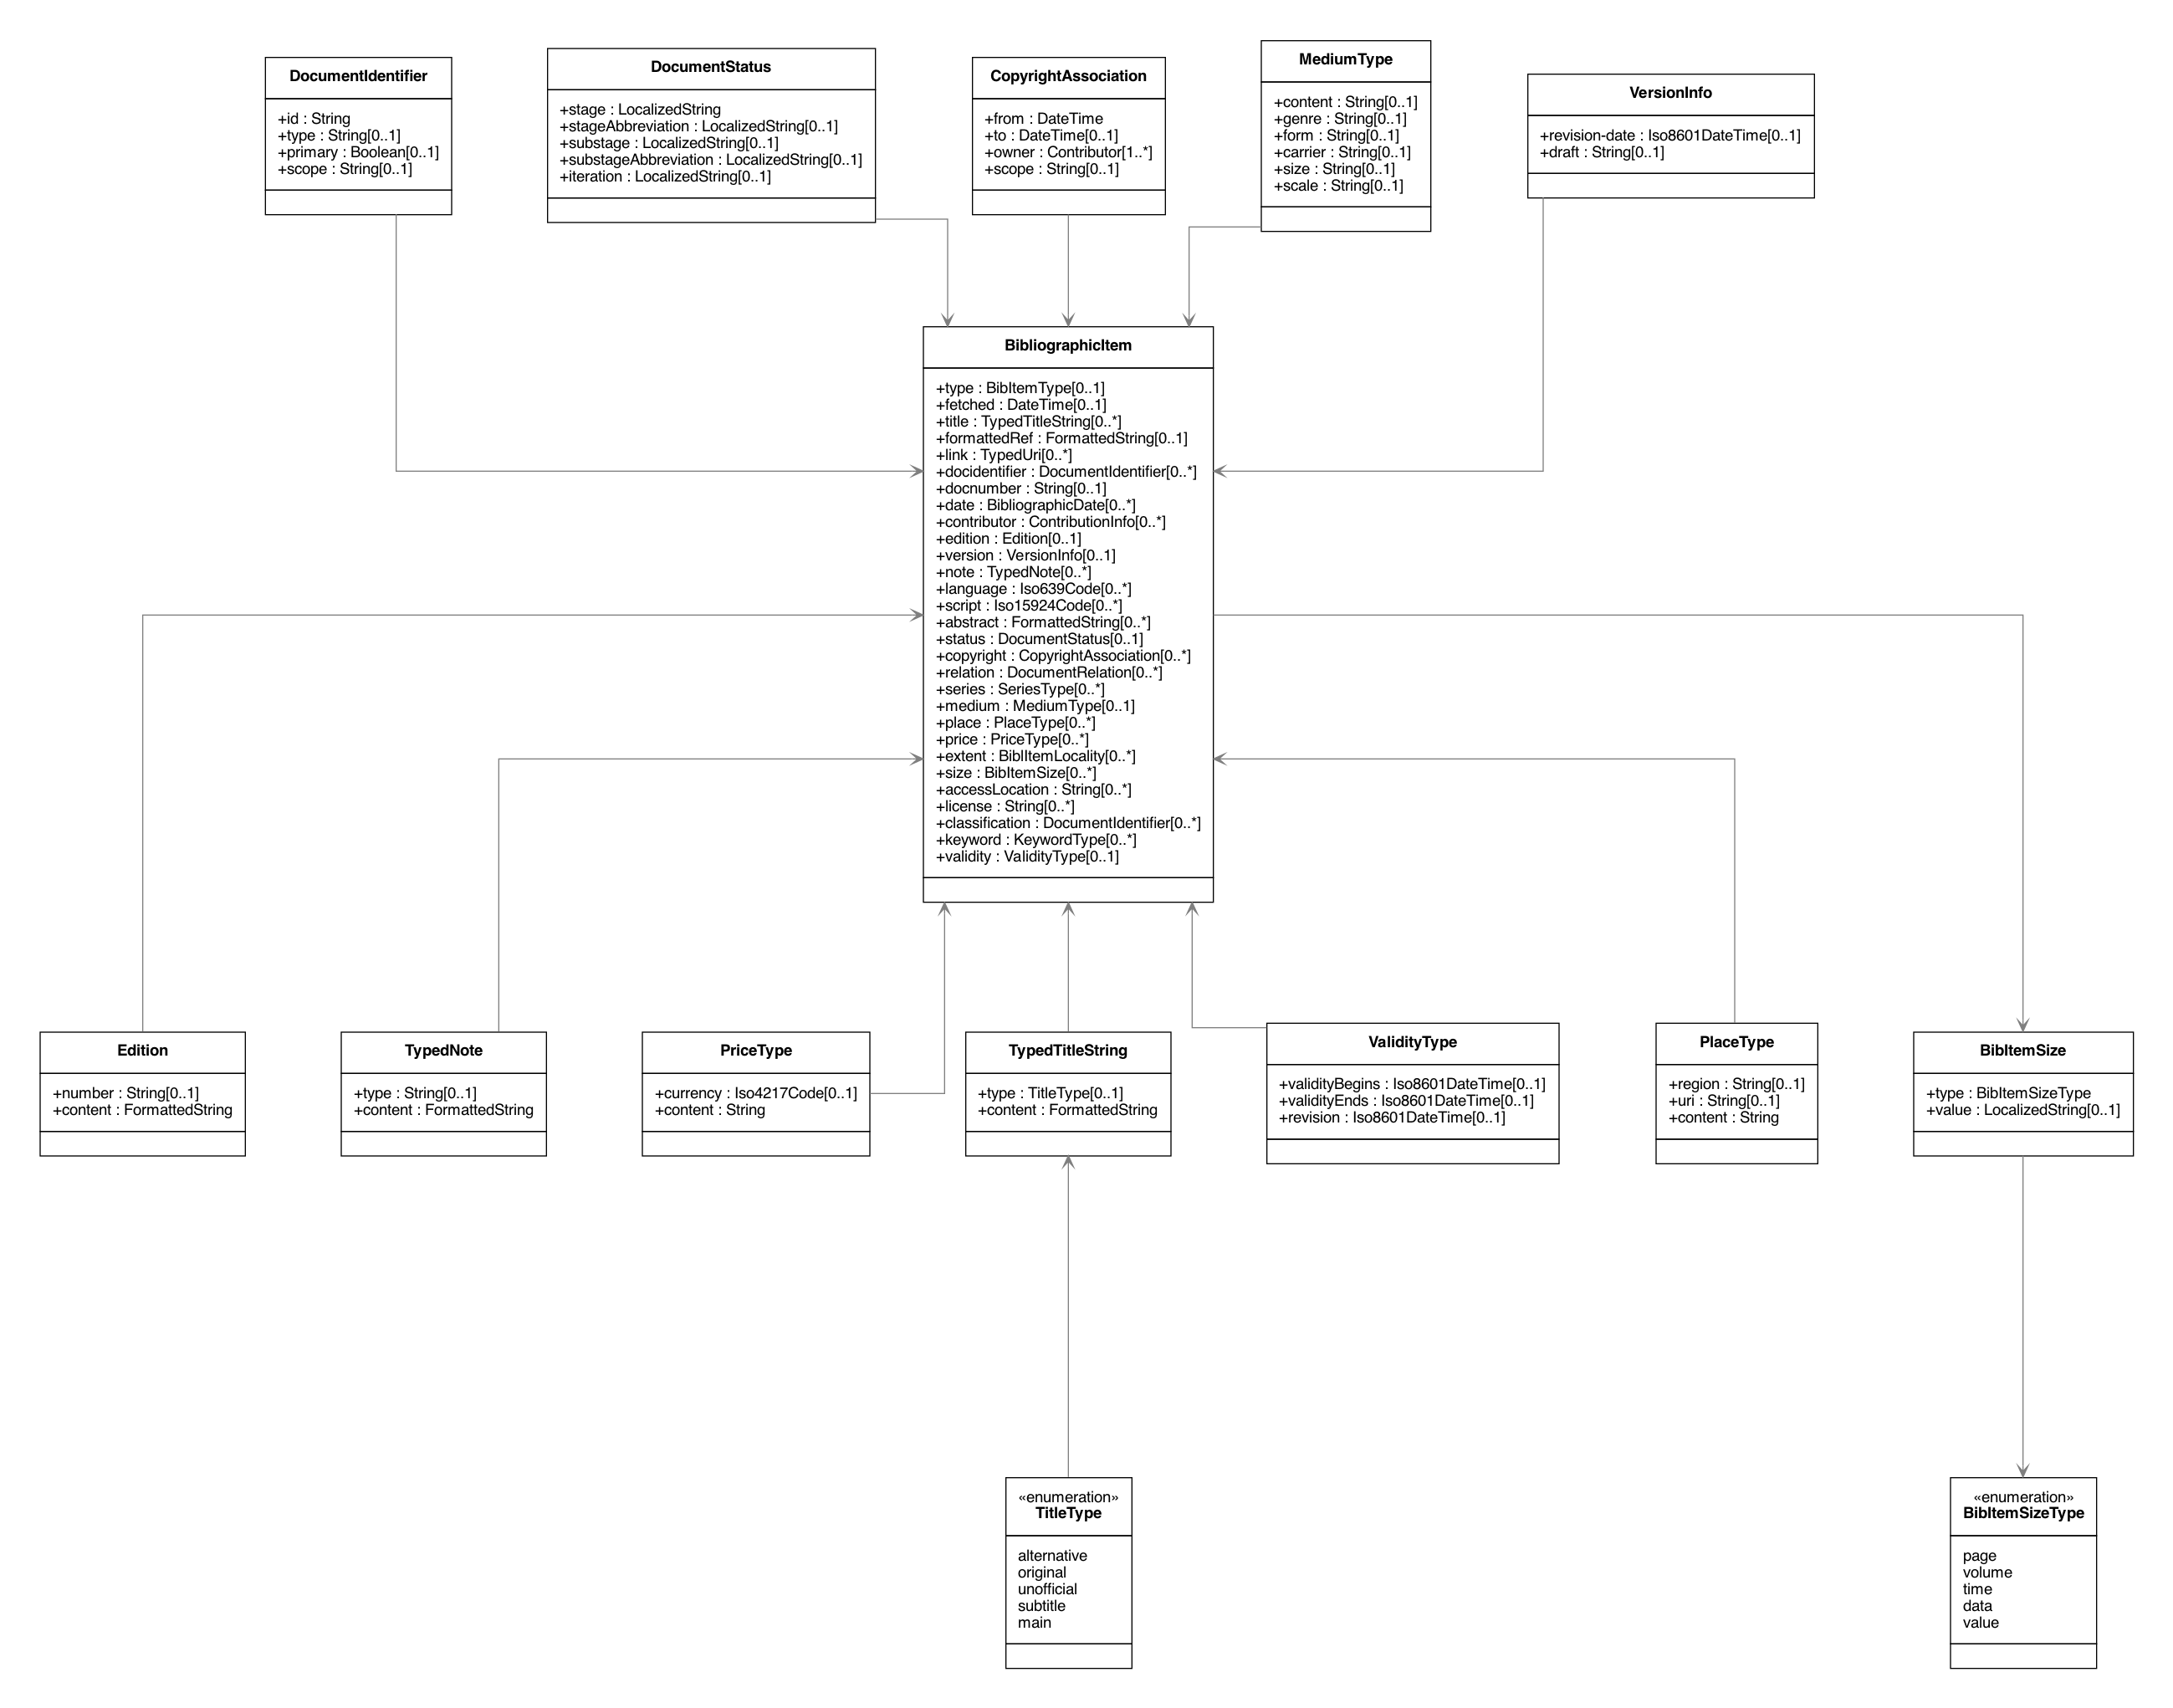 DocumentIdentifier
+id : String
+type : String[0..1]
+primary : Boolean[0..1]
+scope : String[0..1]
DocumentStatus
+stage : LocalizedString
+stageAbbreviation : LocalizedString[0..1]
+substage : LocalizedString[0..1]
+substageAbbreviation : LocalizedString[0..1]
+iteration : LocalizedString[0..1]
CopyrightAssociation
+from : DateTime
+to : DateTime[0..1]
+owner : Contributor[1..*]
+scope : String[0..1]
MediumType
+content : String[0..1]
+genre : String[0..1]
+form : String[0..1]
+carrier : String[0..1]
+size : String[0..1]
+scale : String[0..1]
VersionInfo
+revision-date : Iso8601DateTime[0..1]
+draft : String[0..1]
BibliographicItem
+type : BibItemType[0..1]
+fetched : DateTime[0..1]
+title : TypedTitleString[0..*]
+formattedRef : FormattedString[0..1]
+link : TypedUri[0..*]
+docidentifier : DocumentIdentifier[0..*]
+docnumber : String[0..1]
+date : BibliographicDate[0..*]
+contributor : ContributionInfo[0..*]
+edition : Edition[0..1]
+version : VersionInfo[0..1]
+note : TypedNote[0..*]
+language : Iso639Code[0..*]
+script : Iso15924Code[0..*]
+abstract : FormattedString[0..*]
+status : DocumentStatus[0..1]
+copyright : CopyrightAssociation[0..*]
+relation : DocumentRelation[0..*]
+series : SeriesType[0..*]
+medium : MediumType[0..1]
+place : PlaceType[0..*]
+price : PriceType[0..*]
+extent : BiblItemLocality[0..*]
+size : BibItemSize[0..*]
+accessLocation : String[0..*]
+license : String[0..*]
+classification : DocumentIdentifier[0..*]
+keyword : KeywordType[0..*]
+validity : ValidityType[0..1]
Edition
+number : String[0..1]
+content : FormattedString
TypedNote
+type : String[0..1]
+content : FormattedString
PriceType
+currency : Iso4217Code[0..1]
+content : String
TypedTitleString
+type : TitleType[0..1]
+content : FormattedString
ValidityType
+validityBegins : Iso8601DateTime[0..1]
+validityEnds : Iso8601DateTime[0..1]
+revision : Iso8601DateTime[0..1]
PlaceType
+region : String[0..1]
+uri : String[0..1]
+content : String
BibItemSize
+type : BibItemSizeType
+value : LocalizedString[0..1]
«enumeration»
TitleType
alternative
original
unofficial
subtitle
main
«enumeration»
BibItemSizeType
page
volume
time
data
value